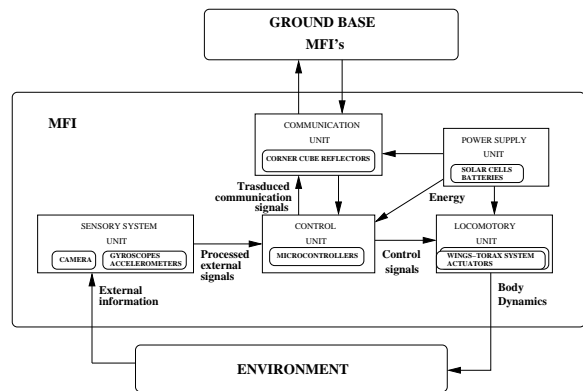 GROUND BASE
MFI's
MFI
COMMUNICATION
UNIT
CORNER CUBE REFLECTORS
POWER SUPPLY
UNIT
SOLAR CELLS
BATTERIES
Trasduced
communication
signals
Energy
SENSORY SYSTEM
UNIT
CAMERA
GYROSCOPES
ACCELEROMETERS
Processed
external
signals
CONTROL
UNIT
MICROCONTROLLERS
Control
signals
LOCOMOTORY
UNIT
WINGS-TORAX SYSTEM
ACTUATORS
External
information
Body
Dynamics
ENVIRONMENT